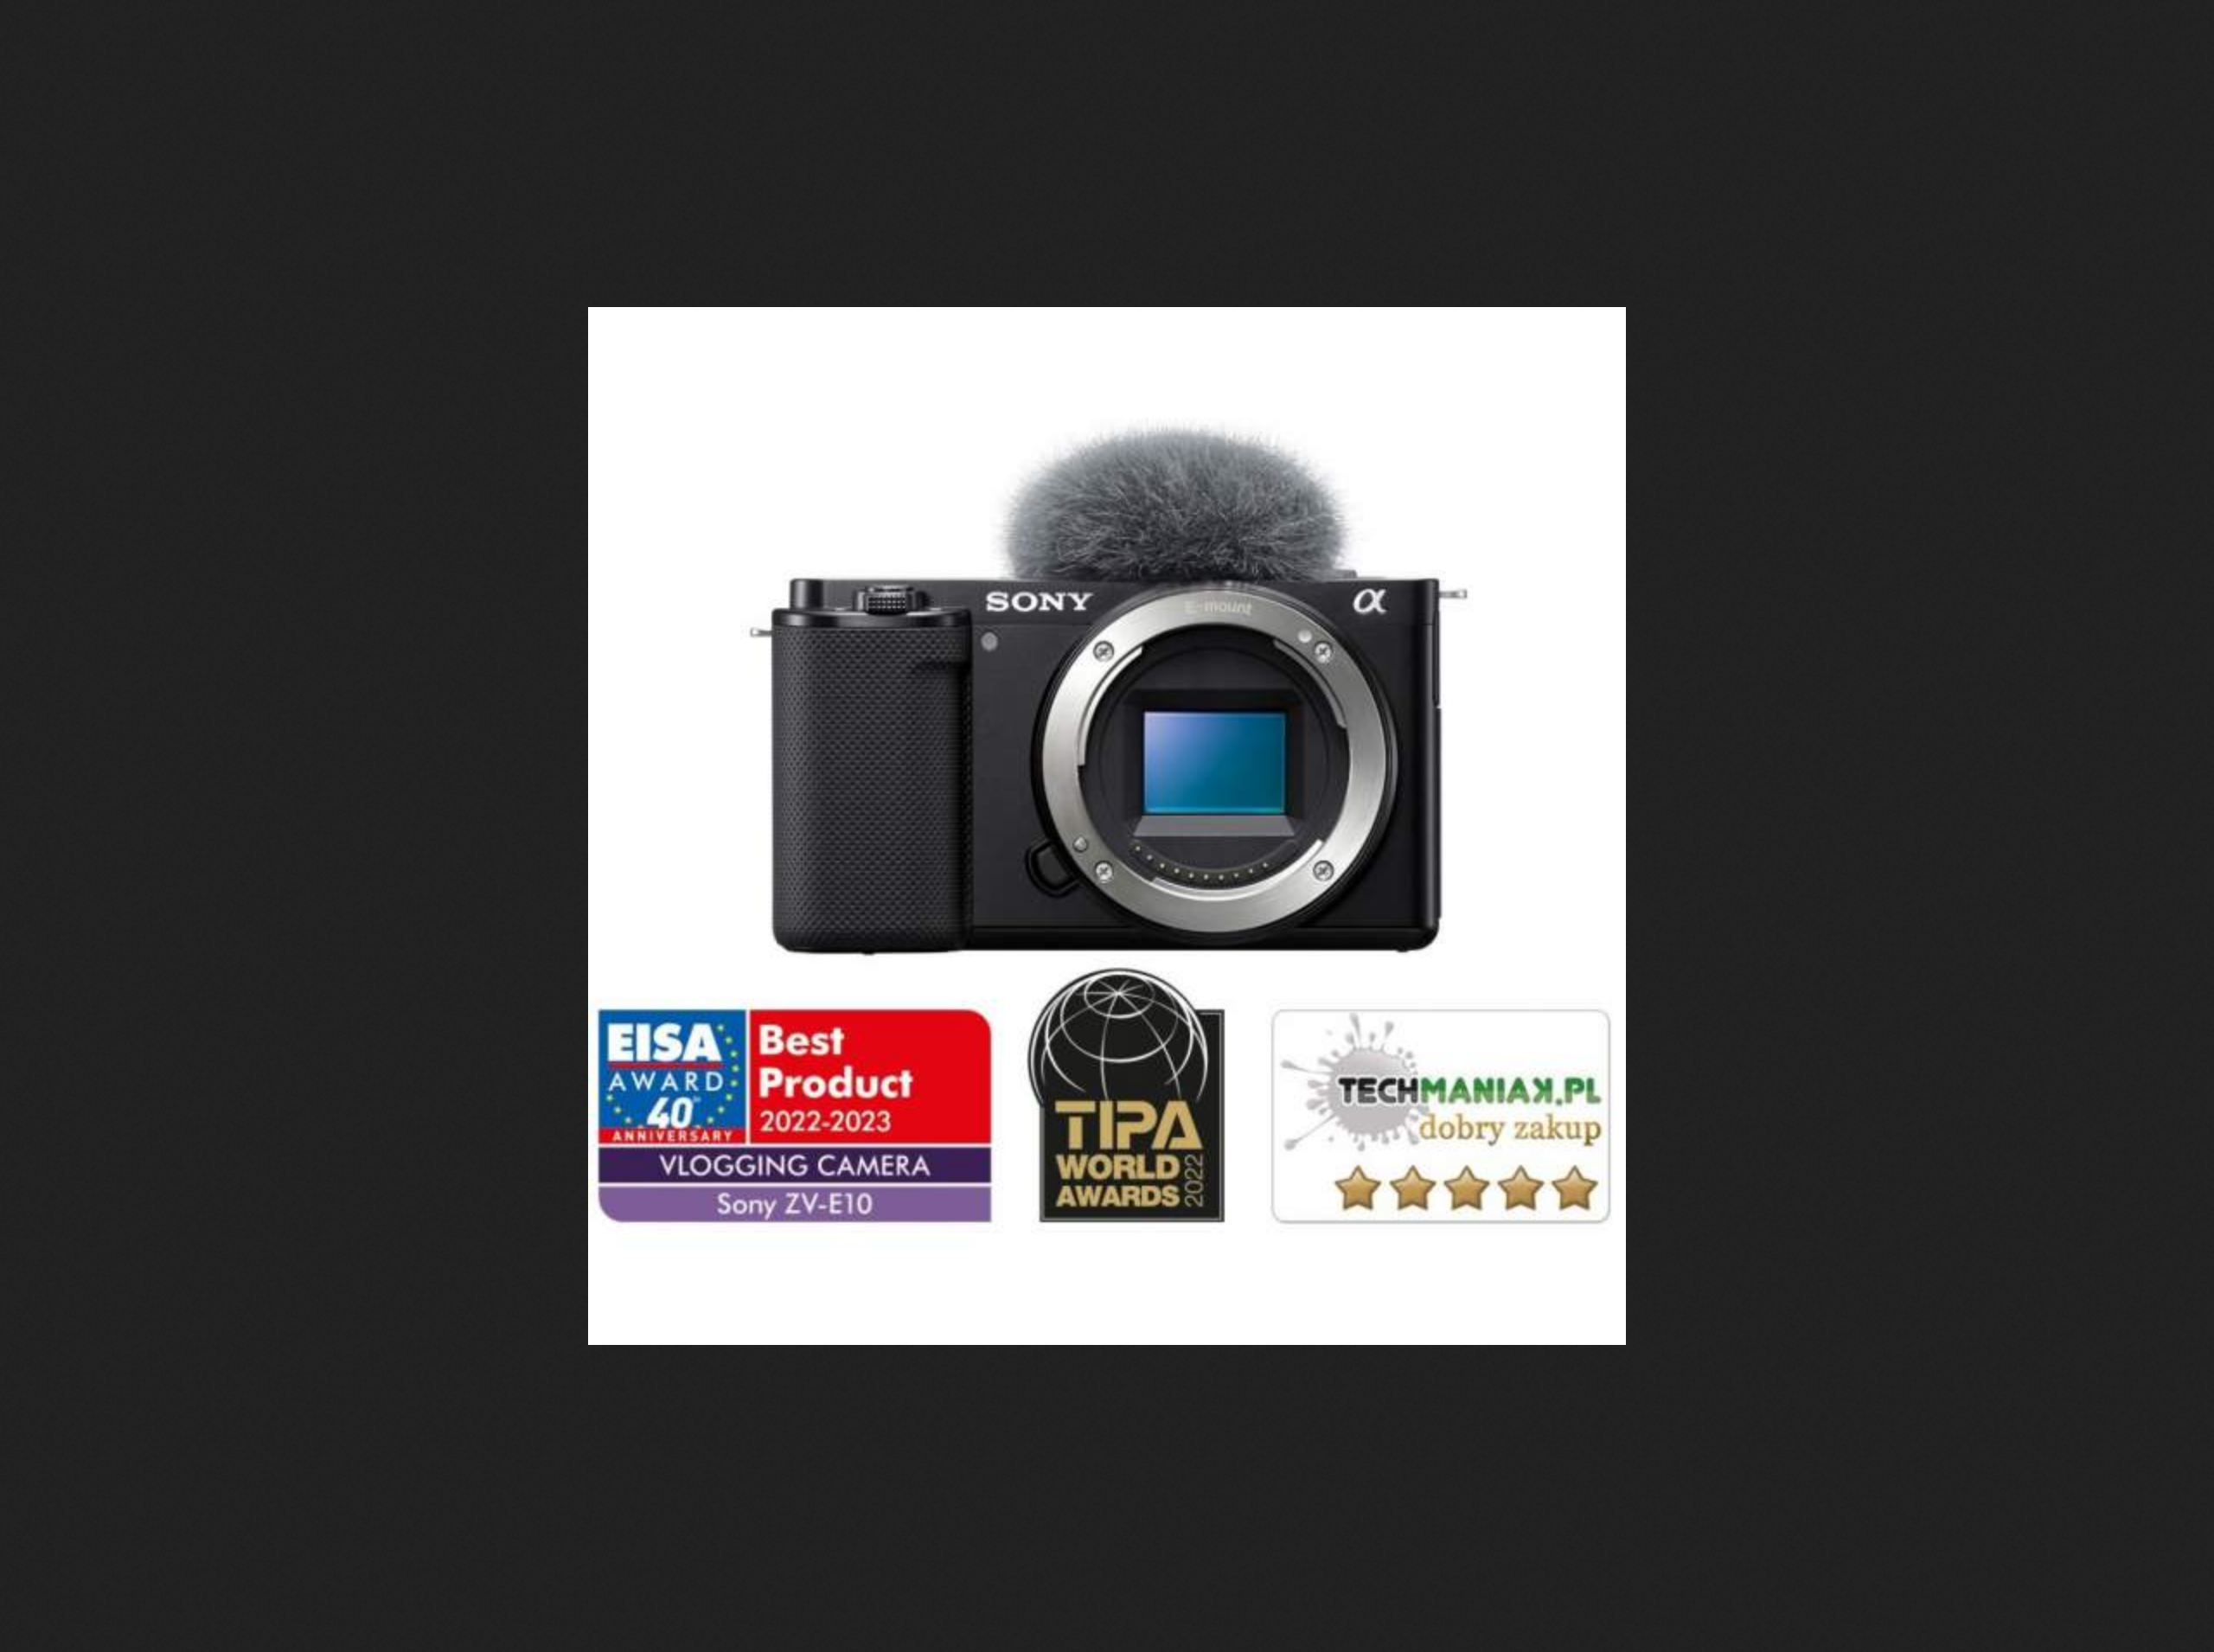 SONY
E-mount
α
EISA
AWARD
40th
ANNIVERSARY
Best
Product
2022-2023
VLOGGING CAMERA
Sony ZV-E10
TIPA
WORLD
AWARDS
2022
TECHMANIAK.PL
dobry zakup